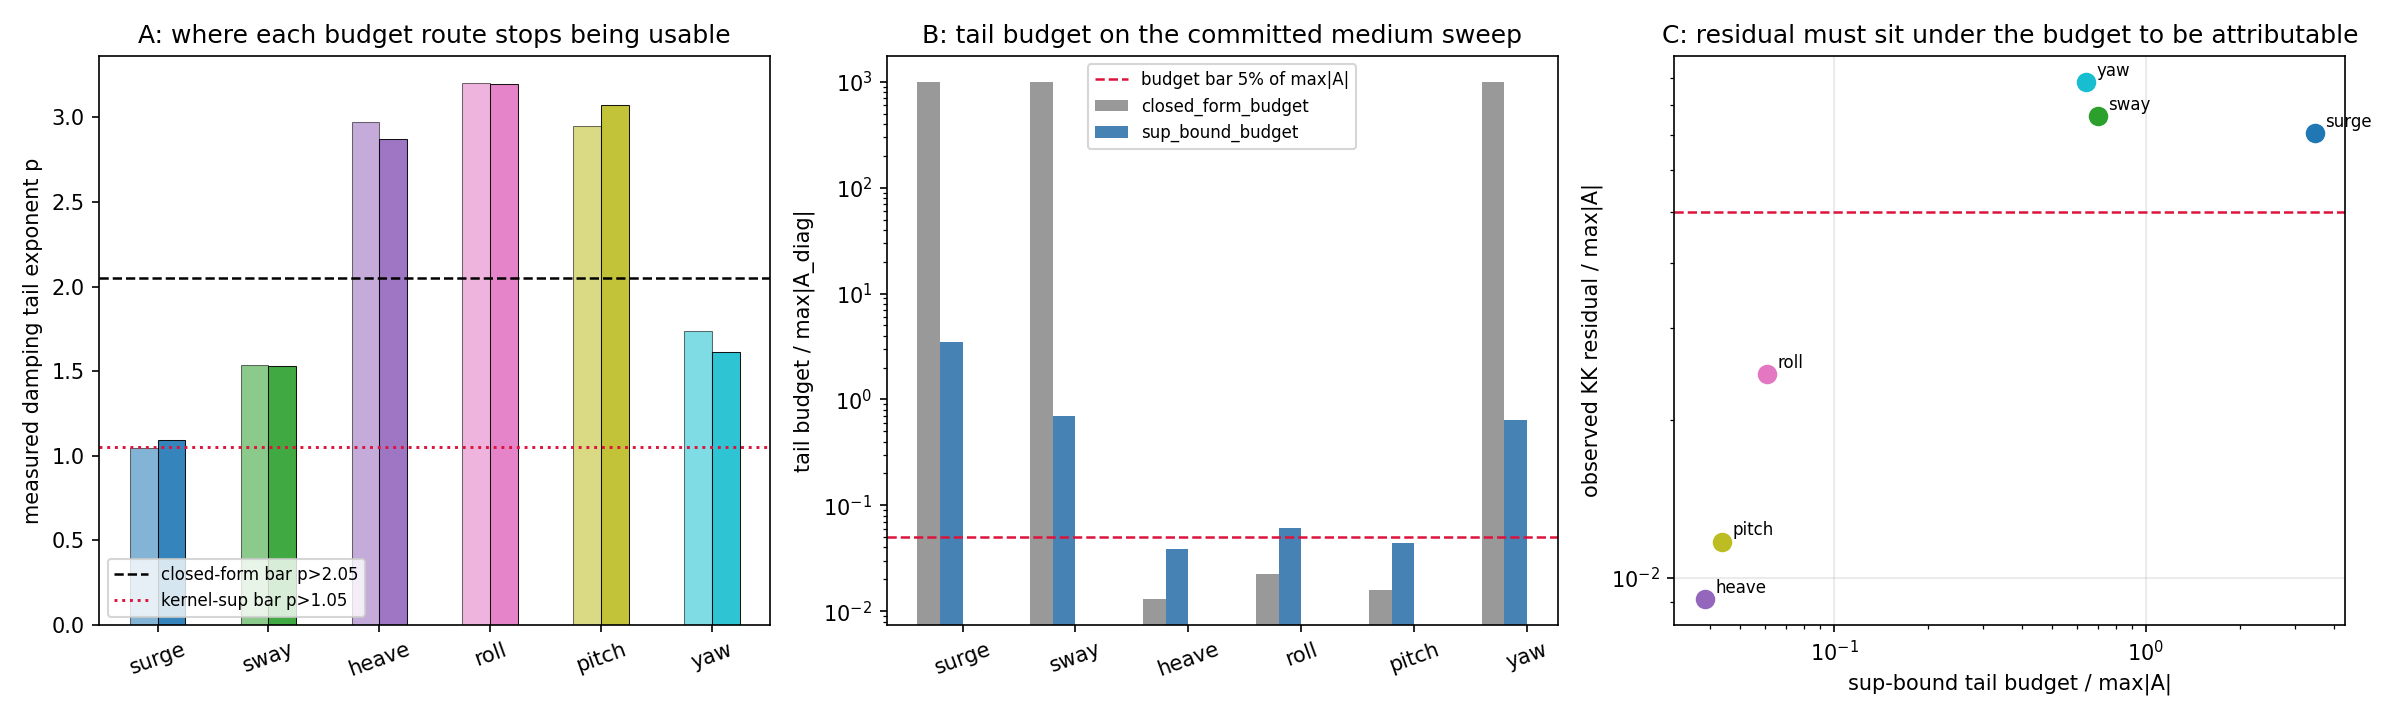 A: where each budget route stops being usable
measured damping tail exponent p
3.0
2.5
2.0
1.5
1.0
0.5
0.0
closed-form bar p>2.05
kernel-sup bar p>1.05
surge
sway
heave
roll
pitch
yaw
B: tail budget on the committed medium sweep
tail budget / max|A_diag|
10³
10²
10¹
10⁰
10⁻¹
10⁻²
budget bar 5% of max|A|
closed_form_budget
sup_bound_budget
surge
sway
heave
roll
pitch
yaw
C: residual must sit under the budget to be attributable
observed KK residual / max|A|
10⁻²
yaw
sway
surge
roll
pitch
heave
10⁻¹
10⁰
sup-bound tail budget / max|A|